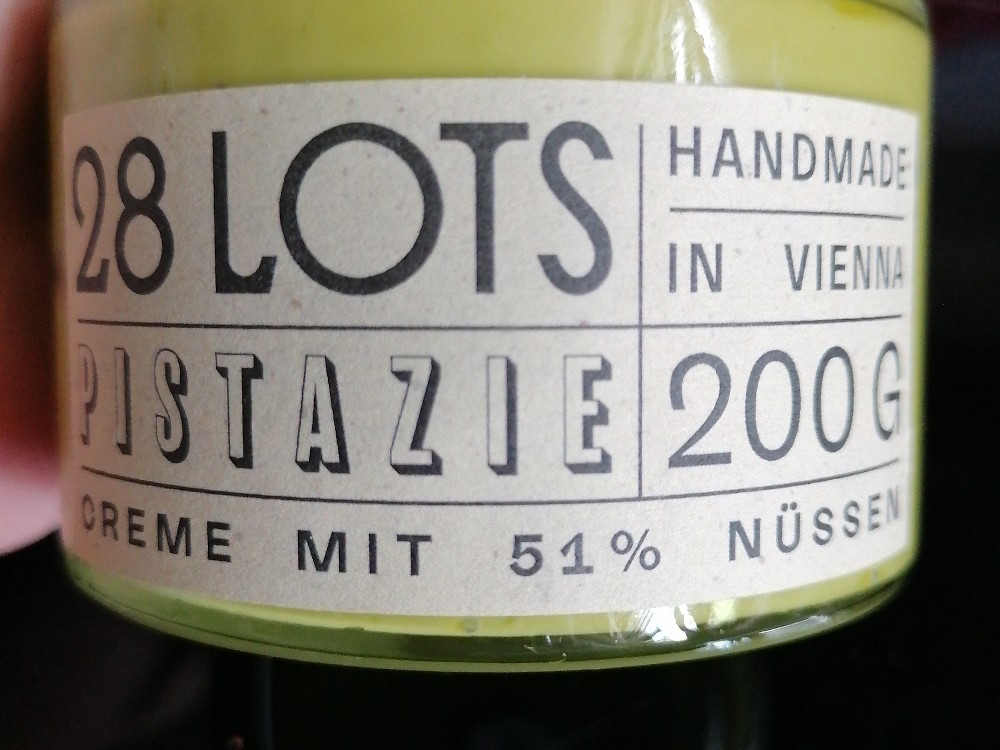 28 LOTS
HANDMADE
IN VIENNA
PISTAZIE
200 G
CREME MIT 51% NÜSSEN